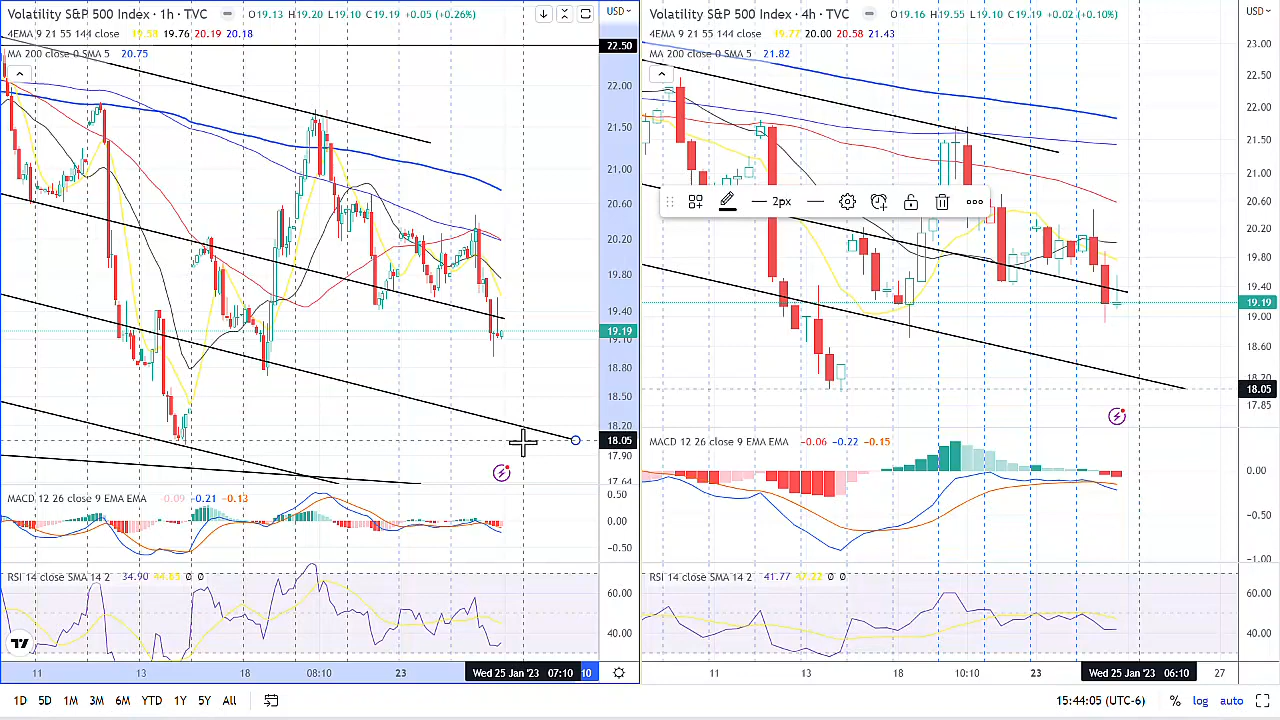 Volatility S&P 500 Index · 1h · TVC O19.13 H19.20 L19.10 C19.19 +0.05 (+0.26%) USD
4EMA 9 21 55 144 close 19.58 19.76 20.19 20.18
MA 200 close 0 SMA 5 20.75
22.50
22.00
21.50
21.00
20.60
20.20
19.80
19.40
19.19
19.10
18.80
18.50
18.20
18.05
17.90
17.64
MACD 12 26 close 9 EMA EMA -0.09 -0.21 -0.13
0.50
0.00
-0.50
RSI 14 close SMA 14 2 34.90 44.65 0 0
60.00
40.00
11 13 18 08:10 23 Wed 25 Jan '23 07:10 10
Volatility S&P 500 Index · 4h · TVC O19.16 H19.55 L19.10 C19.19 +0.02 (+0.10%) USD
4EMA 9 21 55 144 close 19.77 20.00 20.58 21.43
MA 200 close 0 SMA 5 21.82
2px
23.00
22.50
22.00
21.50
21.00
20.60
20.20
19.80
19.40
19.19
19.00
18.60
18.20
18.05
17.85
MACD 12 26 close 9 EMA EMA -0.06 -0.22 -0.15
0.00
-0.50
-1.00
RSI 14 close SMA 14 2 41.77 47.22 0 0
60.00
40.00
11 13 18 10:10 23 Wed 25 Jan '23 06:10 27
1D 5D 1M 3M 6M YTD 1Y 5Y All 15:44:05 (UTC-6) % log auto